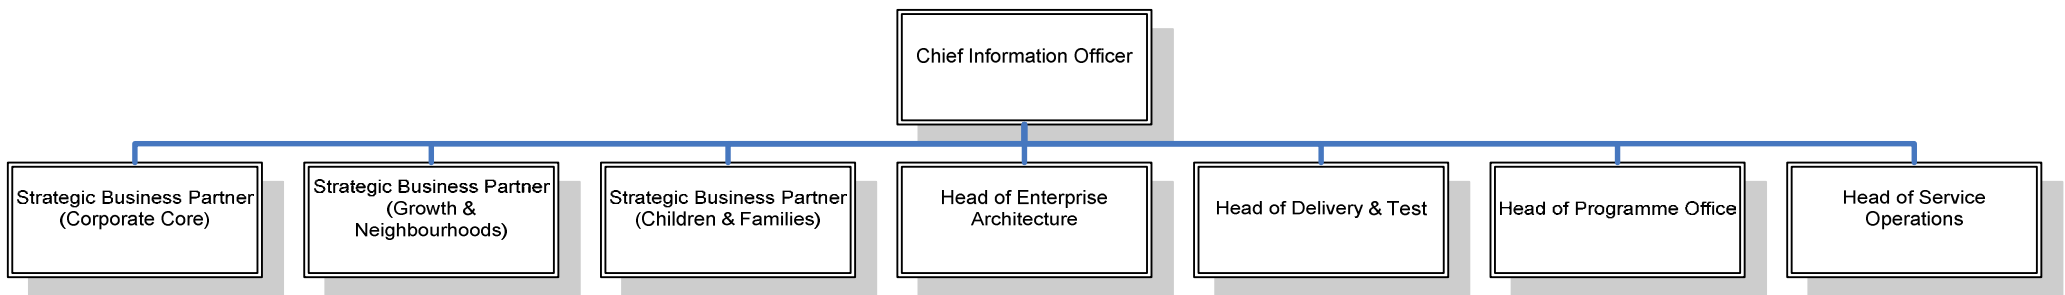 Chief Information Officer
Strategic Business Partner
(Corporate Core)
Strategic Business Partner
(Growth &
Neighbourhoods)
Strategic Business Partner
(Children & Families)
Head of Enterprise
Architecture
Head of Delivery & Test
Head of Programme Office
Head of Service
Operations